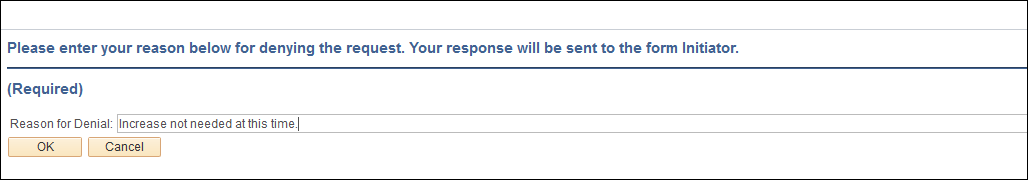 Please enter your reason below for denying the request. Your response will be sent to the form Initiator.
(Required)
Reason for Denial: Increase not needed at this time.
OK Cancel